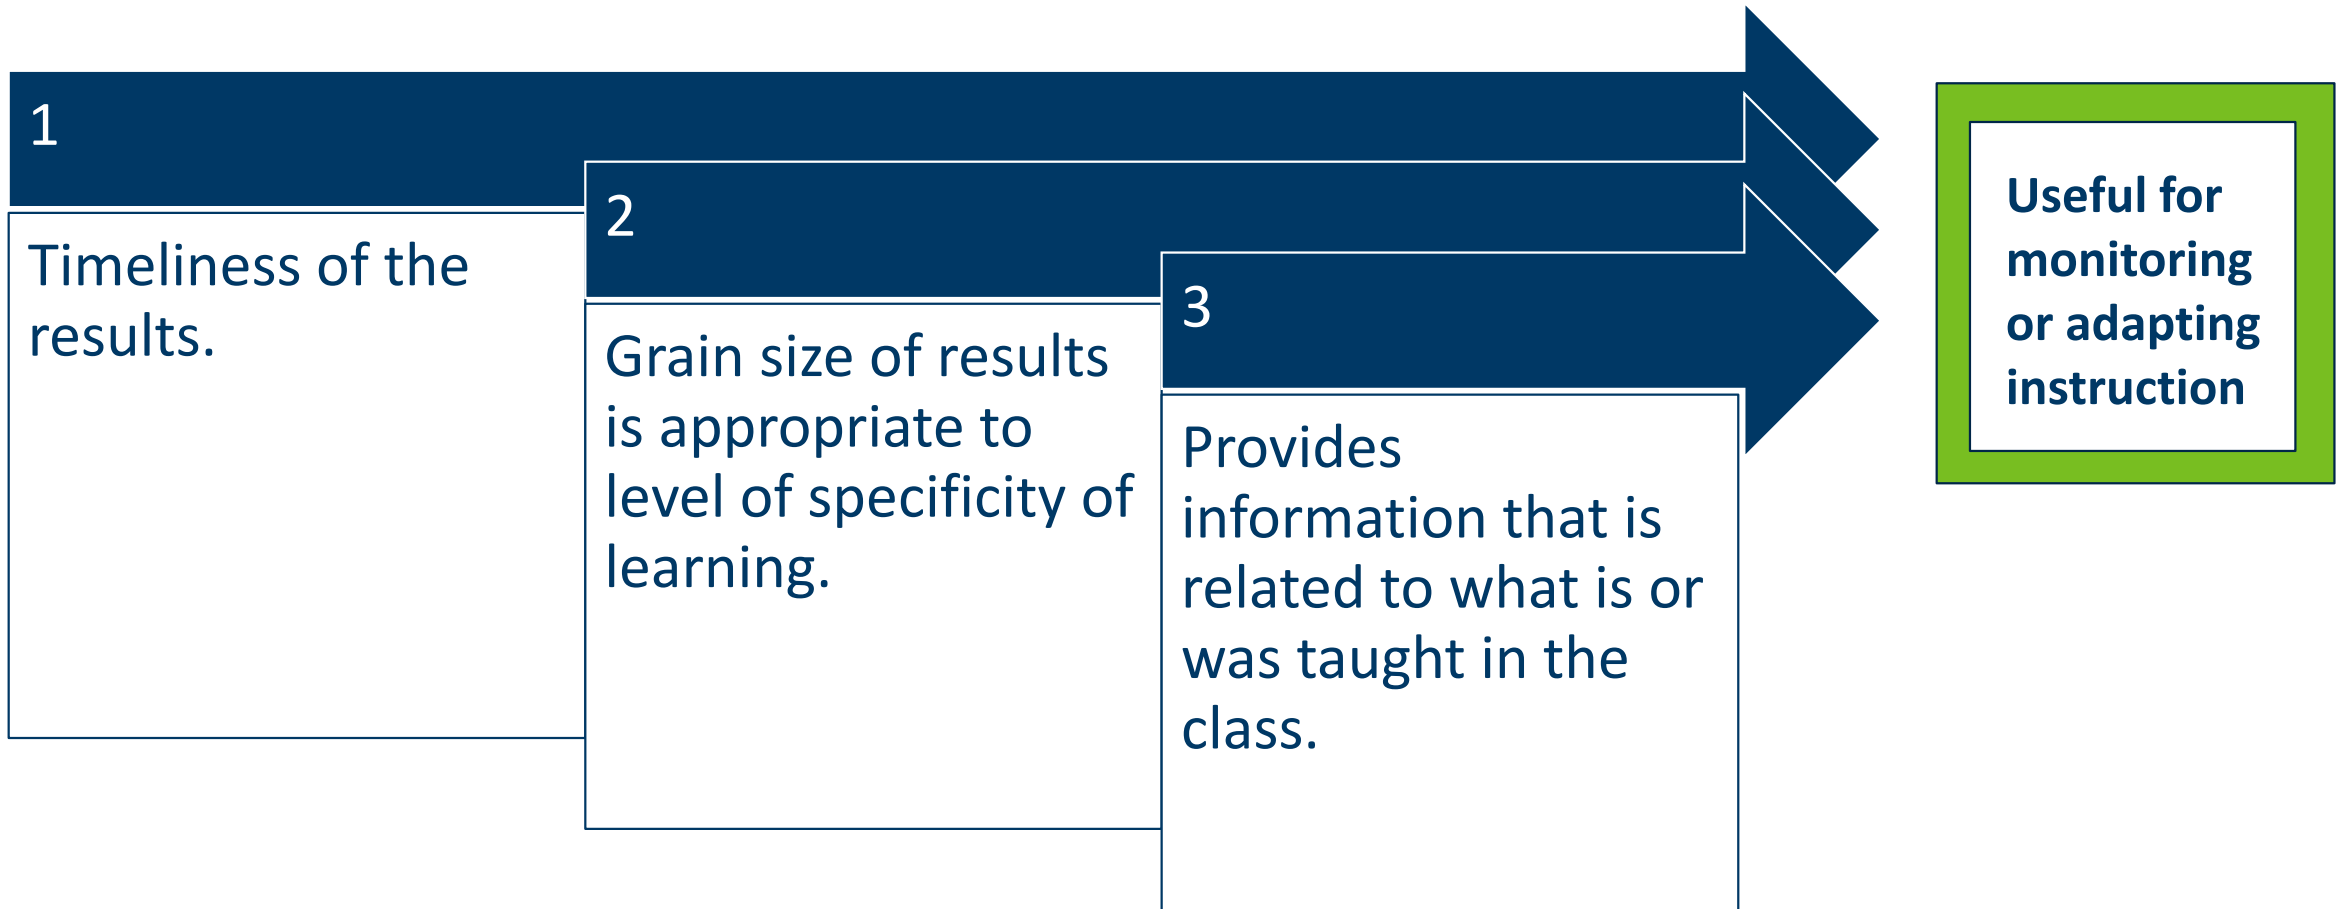 1
Timeliness of the
results.
2
Grain size of results
is appropriate to
level of specificity of
learning.
3
Provides
information that is
related to what is or
was taught in the
class.
Useful for
monitoring
or adapting
instruction